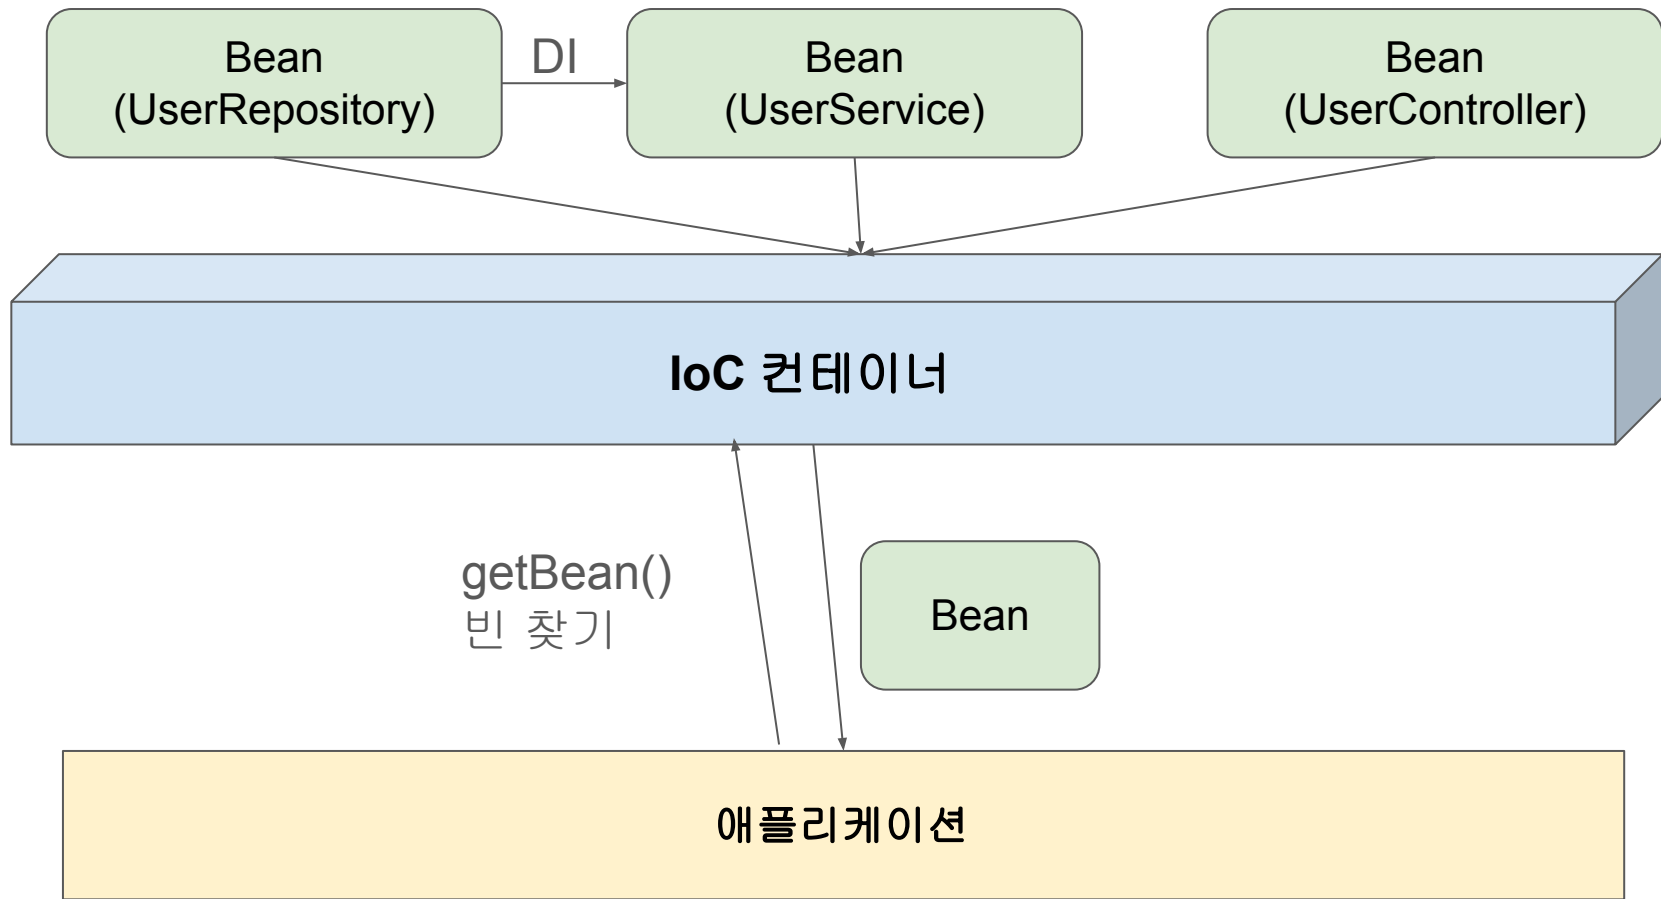 Bean
(UserRepository)
DI
Bean
(UserService)
Bean
(UserController)
IoC 컨테이너
getBean()
빈 찾기
Bean
애플리케이션